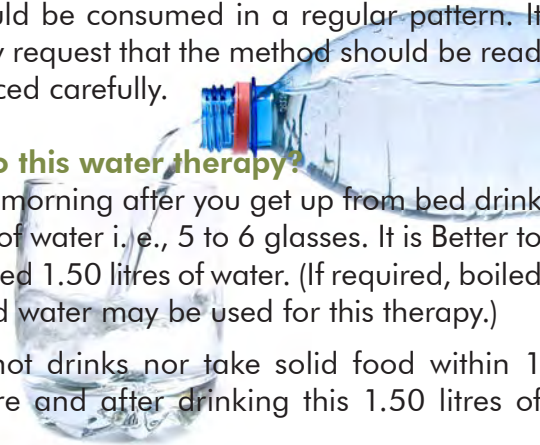 uld be consumed in a regular pattern. It
y request that the method should be read
ced carefully.
o this water therapy?
morning after you get up from bed drink
of water i. e., 5 to 6 glasses. It is Better to
ed 1.50 litres of water. (If required, boiled
d water may be used for this therapy.)
not drinks nor take solid food within 1
re and after drinking this 1.50 litres of